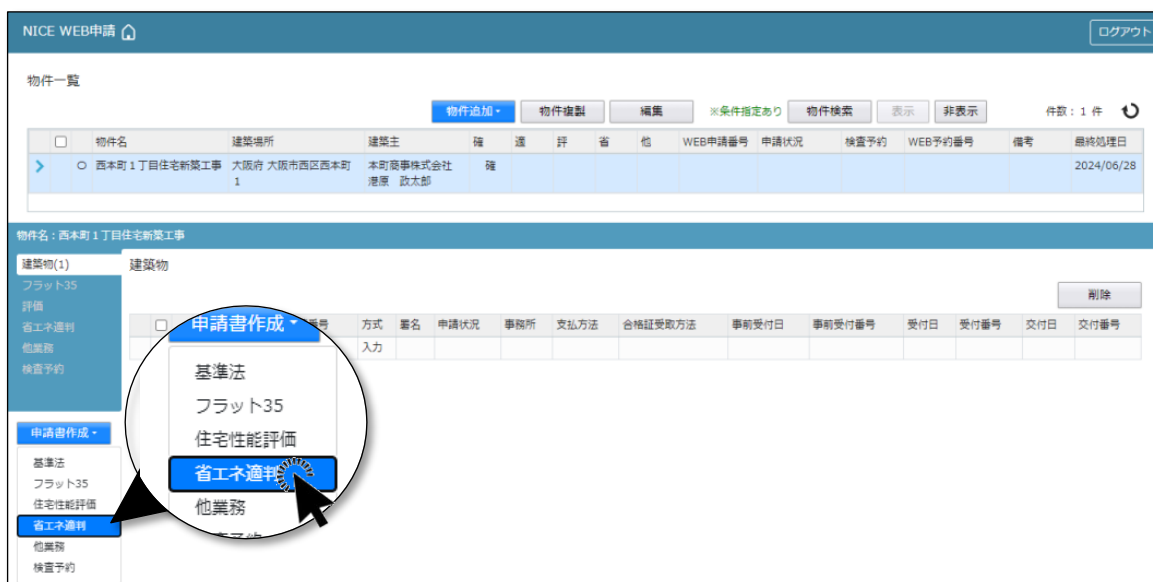 NICE WEB申請
ログアウト
物件一覧
物件追加 物件複製 編集 ※条件指定あり 物件検索 表示 非表示 件数：1 件
物件名 建築場所 建築主 確 適 評 省 他 WEB申請番号 申請状況 検査予約 WEB予約番号 備考 最終処理日
西本町１丁目住宅新築工事 大阪府 大阪市西区西本町 本町商事株式会社 確 2024/06/28
1 港原 政太郎
物件名：西本町１丁目住宅新築工事
建築物(1) 建築物
フラット35
削除
評価
省エネ適判
番号 方式 署名 申請状況 事務所 支払方法 合格証受取方法 事前受付日 事前受付番号 受付日 受付番号 交付日 交付番号
他業務
入力
検査予約
申請書作成
基準法
フラット35
住宅性能評価
省エネ適判
他業務
申請書作成
基準法
フラット35
住宅性能評価
省エネ適判
他業務
検査予約